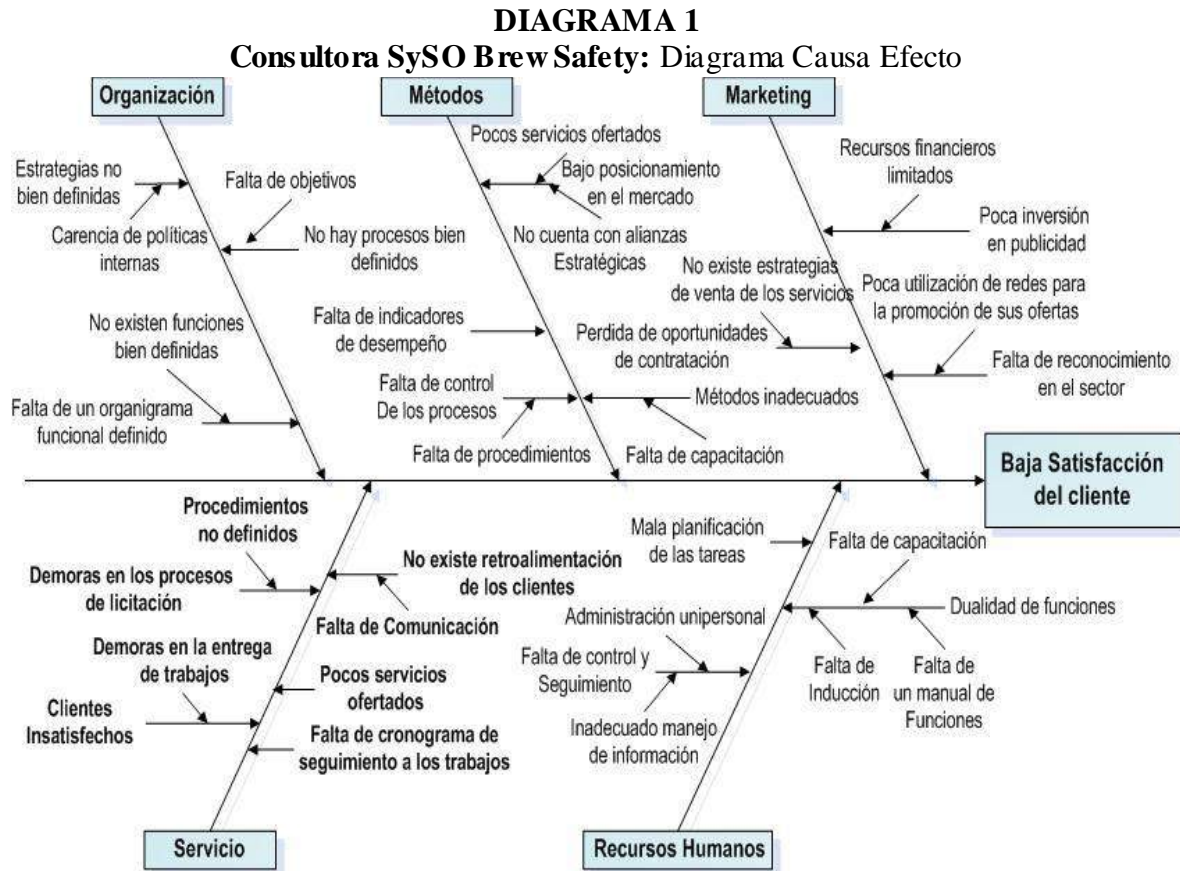 DIAGRAMA 1
Consultora SySO Brew Safety: Diagrama Causa Efecto
Organización
Métodos
Marketing
Estrategias no
bien definidas
Falta de objetivos
Carencia de políticas
internas
No hay procesos bien
definidos
No existen funciones
bien definidas
Falta de un organigrama
funcional definido
Pocos servicios ofertados
Bajo posicionamiento
en el mercado
No cuenta con alianzas
Estratégicas
Falta de indicadores
de desempeño
Falta de control
De los procesos
Métodos inadecuados
Falta de procedimientos
Falta de capacitación
Recursos financieros
limitados
Poca inversión
en publicidad
No existe estrategias
de venta de los servicios
Perdida de oportunidades
de contratación
Poca utilización de redes para
la promoción de sus ofertas
Falta de reconocimiento
en el sector
Baja Satisfacción
del cliente
Procedimientos
no definidos
Demoras en los procesos
de licitación
No existe retroalimentación
de los clientes
Falta de Comunicación
Demoras en la entrega
de trabajos
Clientes
Insatisfechos
Pocos servicios
ofertados
Falta de cronograma de
seguimiento a los trabajos
Mala planificación
de las tareas
Falta de capacitación
Dualidad de funciones
Administración unipersonal
Falta de control y
Seguimiento
Inadecuado manejo
de información
Falta de
Inducción
Falta de
un manual de
Funciones
Servicio
Recursos Humanos